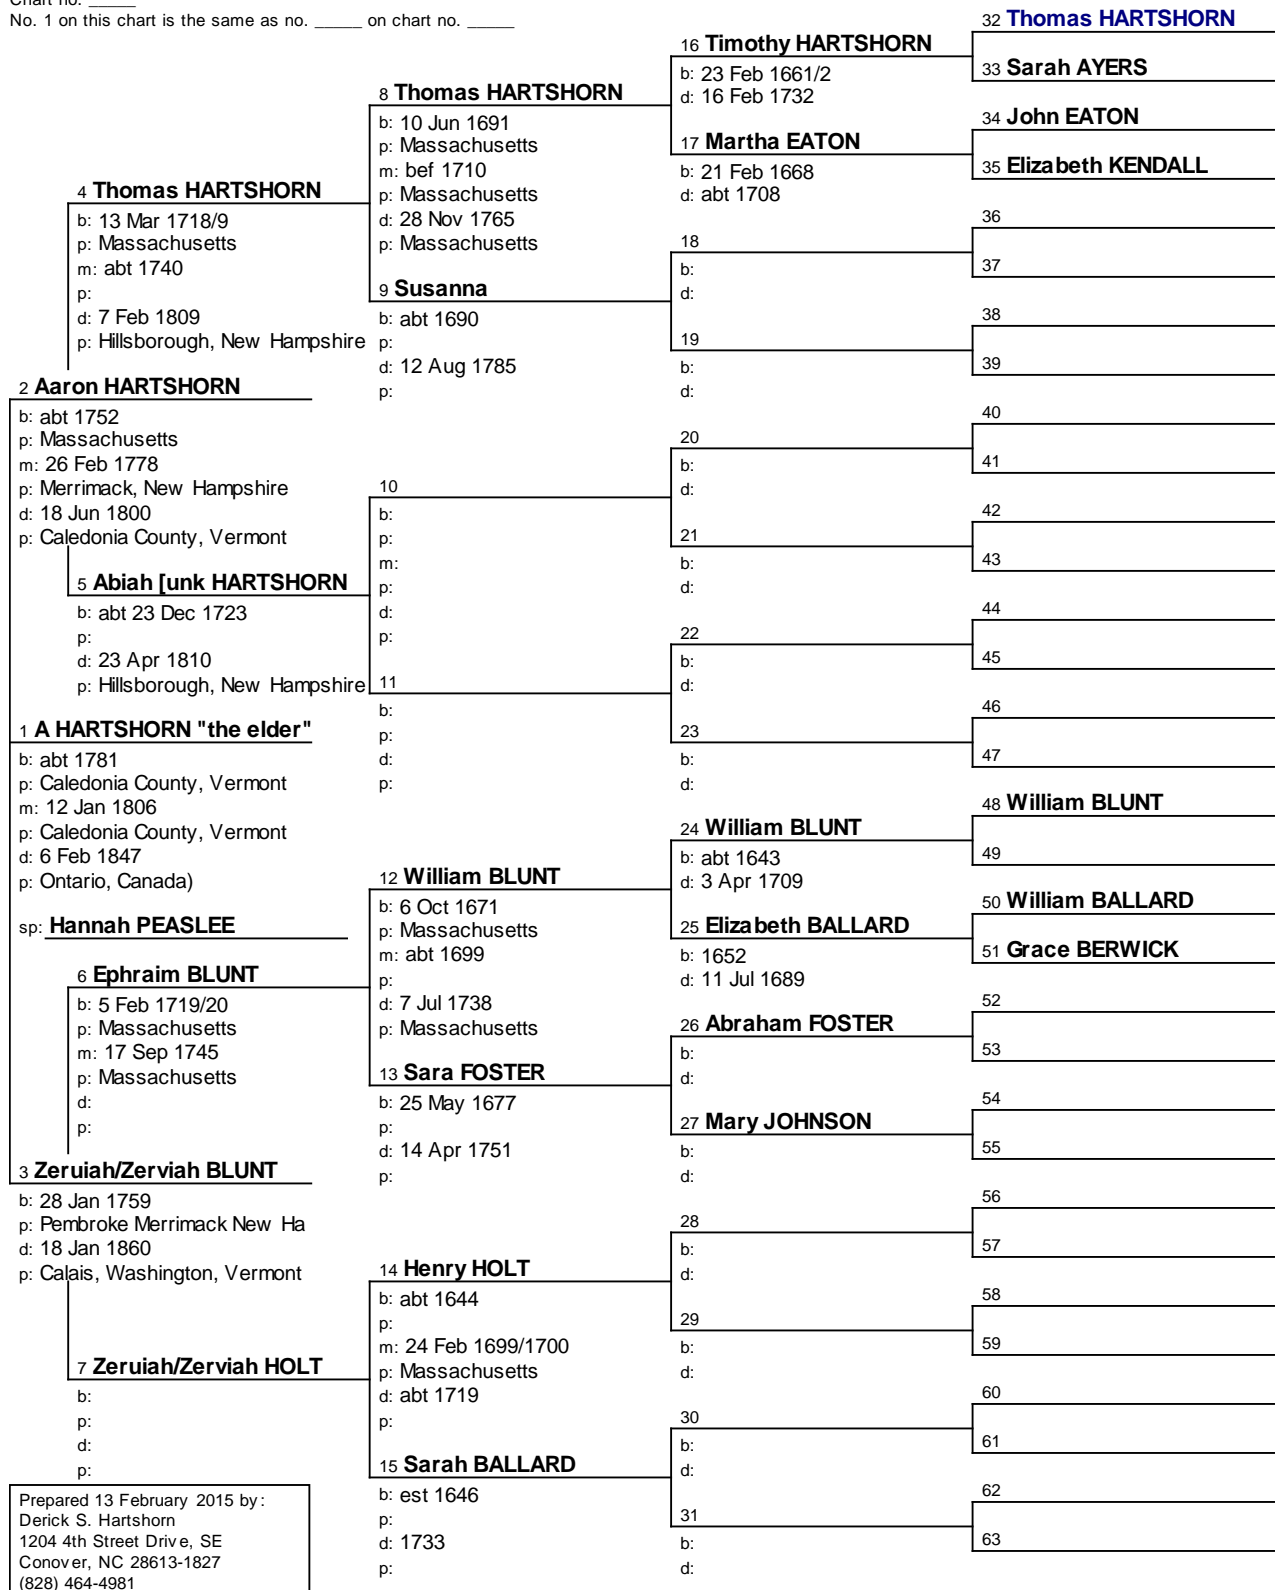 Chart no. _____
No. 1 on this chart is the same as no. _____ on chart no. _____
2 Aaron HARTSHORN
b: abt 1752
p: Massachusetts
m: 26 Feb 1778
p: Merrimack, New Hampshire
d: 18 Jun 1800
p: Caledonia County, Vermont
1 A HARTSHORN "the elder"
b: abt 1781
p: Caledonia County, Vermont
m: 12 Jan 1806
p: Caledonia County, Vermont
d: 6 Feb 1847
p: Ontario, Canada)
sp: Hannah PEASLEE
3 Zeruiah/Zerviah BLUNT
b: 28 Jan 1759
p: Pembroke Merrimack New Ha
d: 18 Jan 1860
p: Calais, Washington, Vermont
4 Thomas HARTSHORN
b: 13 Mar 1718/9
p: Massachusetts
m: abt 1740
p:
d: 7 Feb 1809
p: Hillsborough, New Hampshire
5 Abiah [unk HARTSHORN
b: abt 23 Dec 1723
p:
d: 23 Apr 1810
p: Hillsborough, New Hampshire
6 Ephraim BLUNT
b: 5 Feb 1719/20
p: Massachusetts
m: 17 Sep 1745
p: Massachusetts
d:
p:
7 Zeruiah/Zerviah HOLT
b:
p:
d:
p:
8 Thomas HARTSHORN
b: 10 Jun 1691
p: Massachusetts
m: bef 1710
p: Massachusetts
d: 28 Nov 1765
p: Massachusetts
9 Susanna
b: abt 1690
p:
d: 12 Aug 1785
p:
10
b:
p:
m:
p:
d:
p:
11
b:
p:
d:
p:
12 William BLUNT
b: 6 Oct 1671
p: Massachusetts
m: abt 1699
p:
d: 7 Jul 1738
p: Massachusetts
13 Sara FOSTER
b: 25 May 1677
p:
d: 14 Apr 1751
p:
14 Henry HOLT
b: abt 1644
p:
m: 24 Feb 1699/1700
p: Massachusetts
d: abt 1719
p:
15 Sarah BALLARD
b: est 1646
p:
d: 1733
p:
16 Timothy HARTSHORN
b: 23 Feb 1661/2
d: 16 Feb 1732
17 Martha EATON
b: 21 Feb 1668
d: abt 1708
18
b:
d:
19
b:
d:
20
b:
d:
21
b:
d:
22
b:
d:
23
b:
d:
24 William BLUNT
b: abt 1643
d: 3 Apr 1709
25 Elizabeth BALLARD
b: 1652
d: 11 Jul 1689
26 Abraham FOSTER
b:
d:
27 Mary JOHNSON
b:
d:
28
b:
d:
29
b:
d:
30
b:
d:
31
b:
d:
32 Thomas HARTSHORN
33 Sarah AYERS
34 John EATON
35 Elizabeth KENDALL
36
37
38
39
40
41
42
43
44
45
46
47
48 William BLUNT
49
50 William BALLARD
51 Grace BERWICK
52
53
54
55
56
57
58
59
60
61
62
63
Prepared 13 February 2015 by:
Derick S. Hartshorn
1204 4th Street Drive, SE
Conover, NC 28613-1827
(828) 464-4981